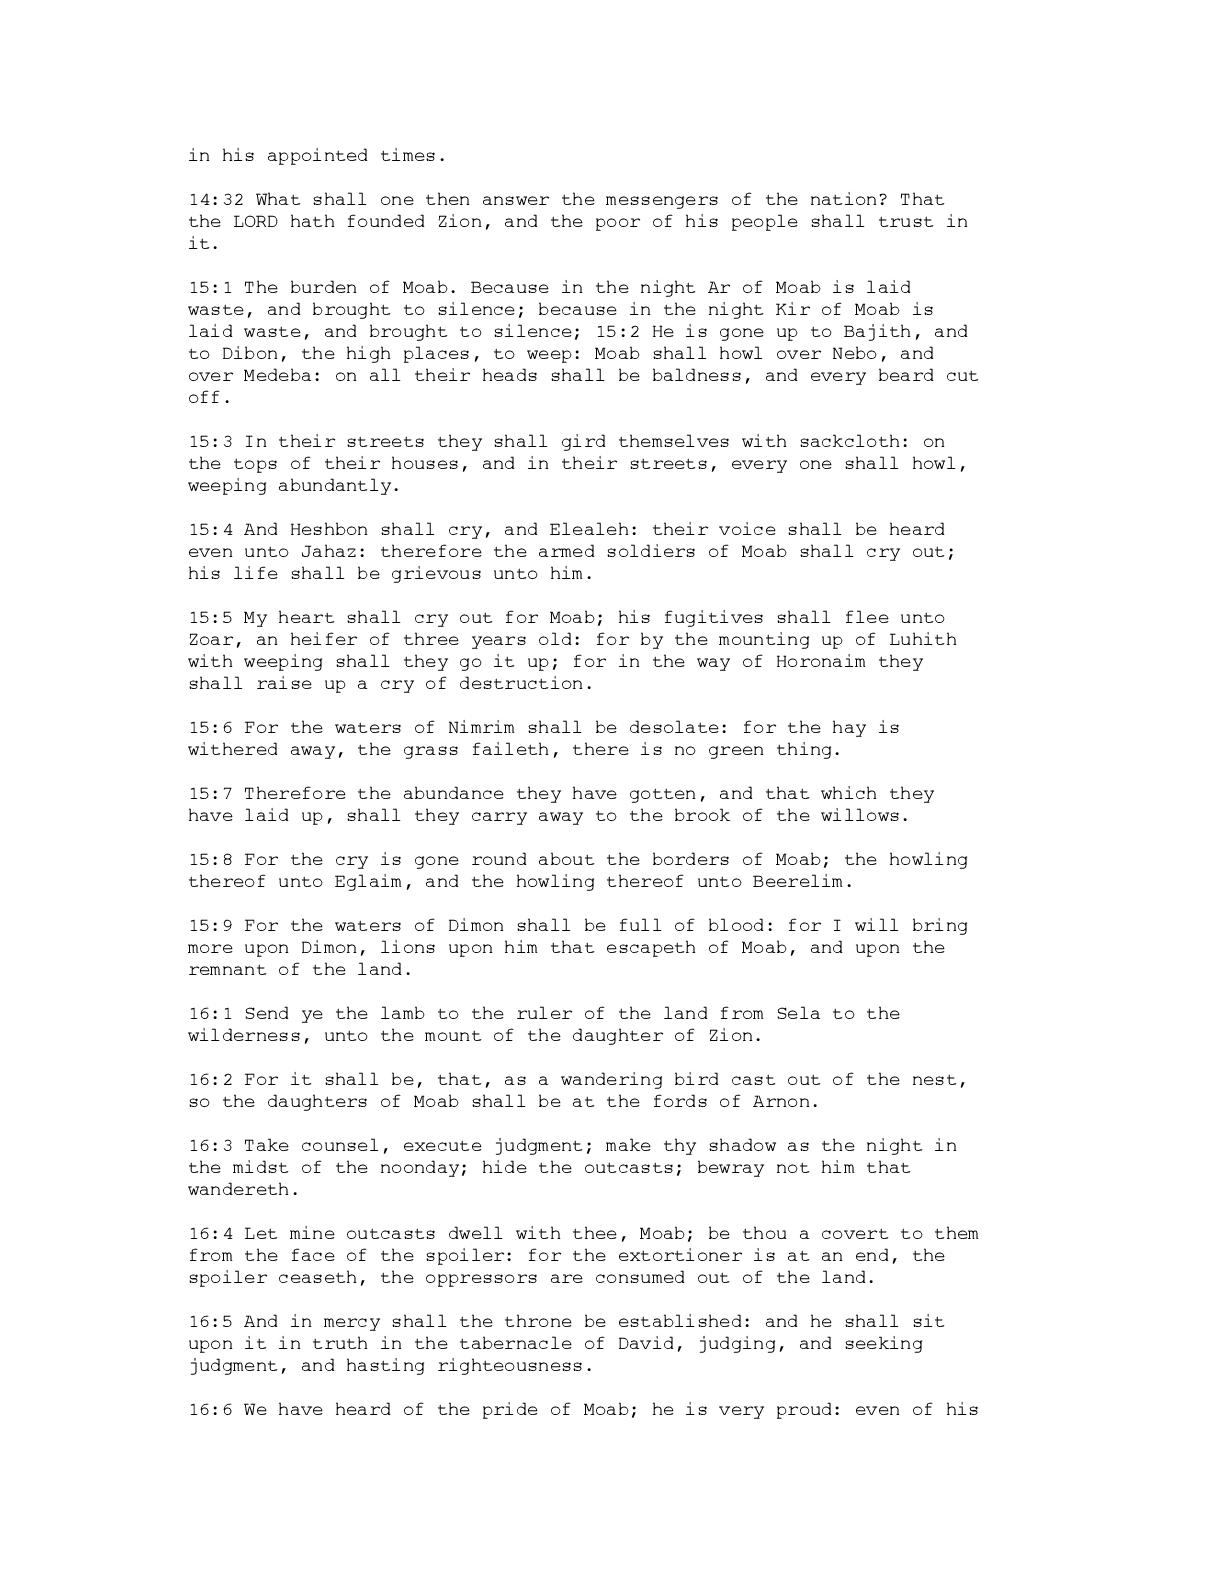 in his appointed times.
14:32 What shall one then answer the messengers of the nation? That
the LORD hath founded Zion, and the poor of his people shall trust in
it.
15:1 The burden of Moab. Because in the night Ar of Moab is laid
waste, and brought to silence; because in the night Kir of Moab is
laid waste, and brought to silence; 15:2 He is gone up to Bajith, and
to Dibon, the high places, to weep: Moab shall howl over Nebo, and
over Medeba: on all their heads shall be baldness, and every beard cut
off.
15:3 In their streets they shall gird themselves with sackcloth: on
the tops of their houses, and in their streets, every one shall howl,
weeping abundantly.
15:4 And Heshbon shall cry, and Elealeh: their voice shall be heard
even unto Jahaz: therefore the armed soldiers of Moab shall cry out;
his life shall be grievous unto him.
15:5 My heart shall cry out for Moab; his fugitives shall flee unto
Zoar, an heifer of three years old: for by the mounting up of Luhith
with weeping shall they go it up; for in the way of Horonaim they
shall raise up a cry of destruction.
15:6 For the waters of Nimrim shall be desolate: for the hay is
withered away, the grass faileth, there is no green thing.
15:7 Therefore the abundance they have gotten, and that which they
have laid up, shall they carry away to the brook of the willows.
15:8 For the cry is gone round about the borders of Moab; the howling
thereof unto Eglaim, and the howling thereof unto Beerelim.
15:9 For the waters of Dimon shall be full of blood: for I will bring
more upon Dimon, lions upon him that escapeth of Moab, and upon the
remnant of the land.
16:1 Send ye the lamb to the ruler of the land from Sela to the
wilderness, unto the mount of the daughter of Zion.
16:2 For it shall be, that, as a wandering bird cast out of the nest,
so the daughters of Moab shall be at the fords of Arnon.
16:3 Take counsel, execute judgment; make thy shadow as the night in
the midst of the noonday; hide the outcasts; bewray not him that
wandereth.
16:4 Let mine outcasts dwell with thee, Moab; be thou a covert to them
from the face of the spoiler: for the extortioner is at an end, the
spoiler ceaseth, the oppressors are consumed out of the land.
16:5 And in mercy shall the throne be established: and he shall sit
upon it in truth in the tabernacle of David, judging, and seeking
judgment, and hasting righteousness.
16:6 We have heard of the pride of Moab; he is very proud: even of his